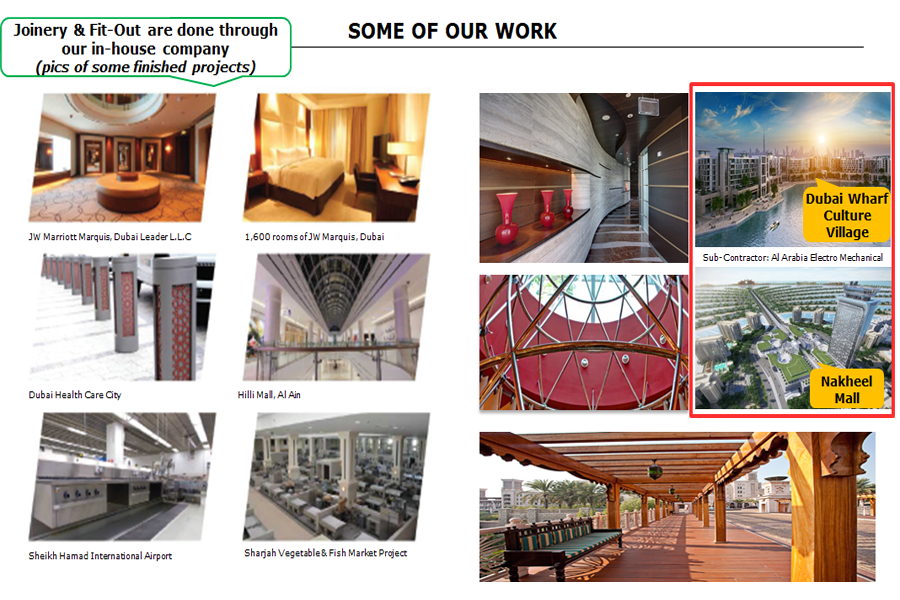 SOME OF OUR WORK
Joinery & Fit-Out are done through
our in-house company
(pics of some finished projects)
JW Marriott Marquis, Dubai Leader L.L.C
1,600 rooms of JW Marquis, Dubai
Dubai Health Care City
Hilli Mall, Al Ain
Sheikh Hamad International Airport
Sharjah Vegetable & Fish Market Project
Dubai Wharf
Culture
Village
Sub-Contractor: Al Arabia Electro Mechanical
Nakheel
Mall